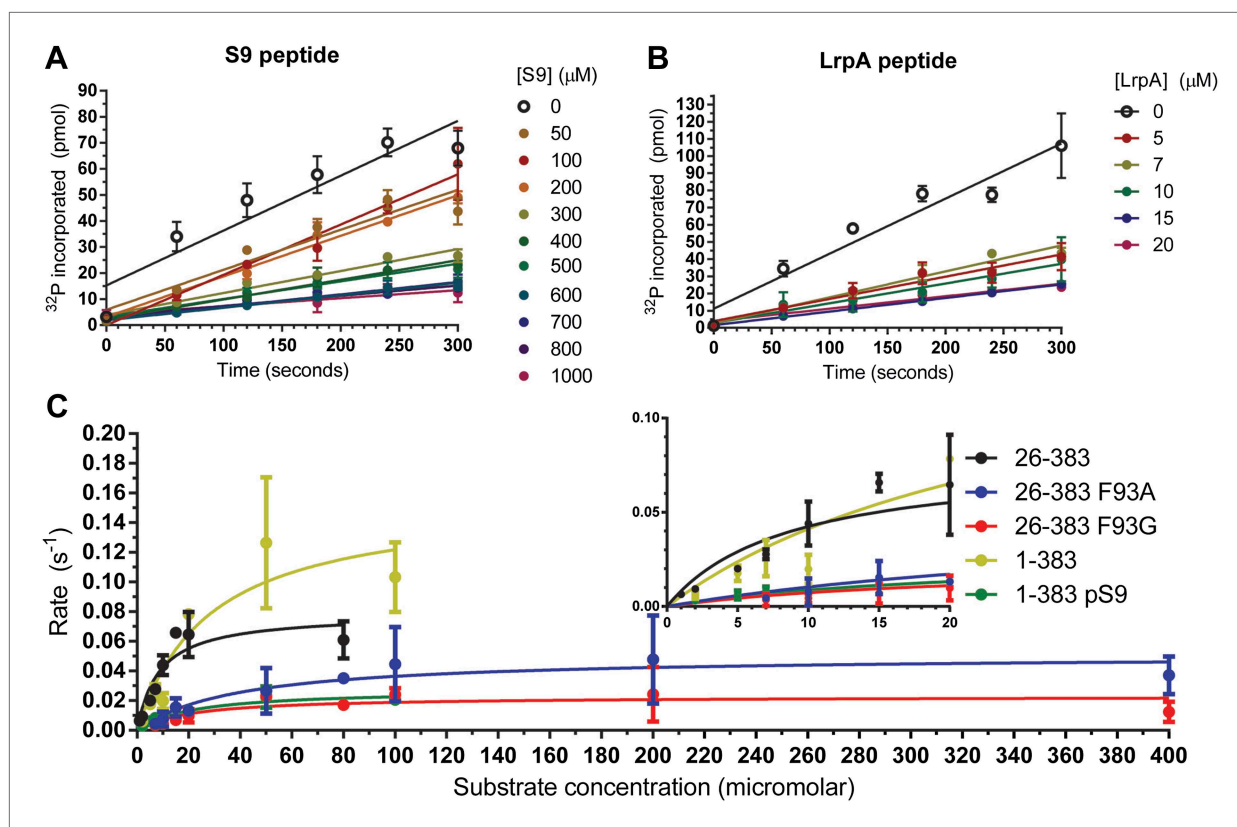 A
S9 peptide
32P incorporated (pmol)
90
80
70
60
50
40
30
20
10
0
0 50 100 150 200 250 300
Time (seconds)
[S9] (μM)
0
50
100
200
300
400
500
600
700
800
1000
B
LrpA peptide
32P incorporated (pmol)
130
120
110
100
90
80
70
60
50
40
30
20
10
0
0 50 100 150 200 250 300
Time (seconds)
[LrpA] (μM)
0
5
7
10
15
20
C
Rate (s-1)
0.20
0.18
0.16
0.14
0.12
0.10
0.08
0.06
0.04
0.02
0.00
0 20 40 60 80 100 120 140 160 180 200 220 240 260 280 300 320 340 360 380 400
Substrate concentration (micromolar)
0.10
0.05
0.00
5 10 15 20
26-383
26-383 F93A
26-383 F93G
1-383
1-383 pS9